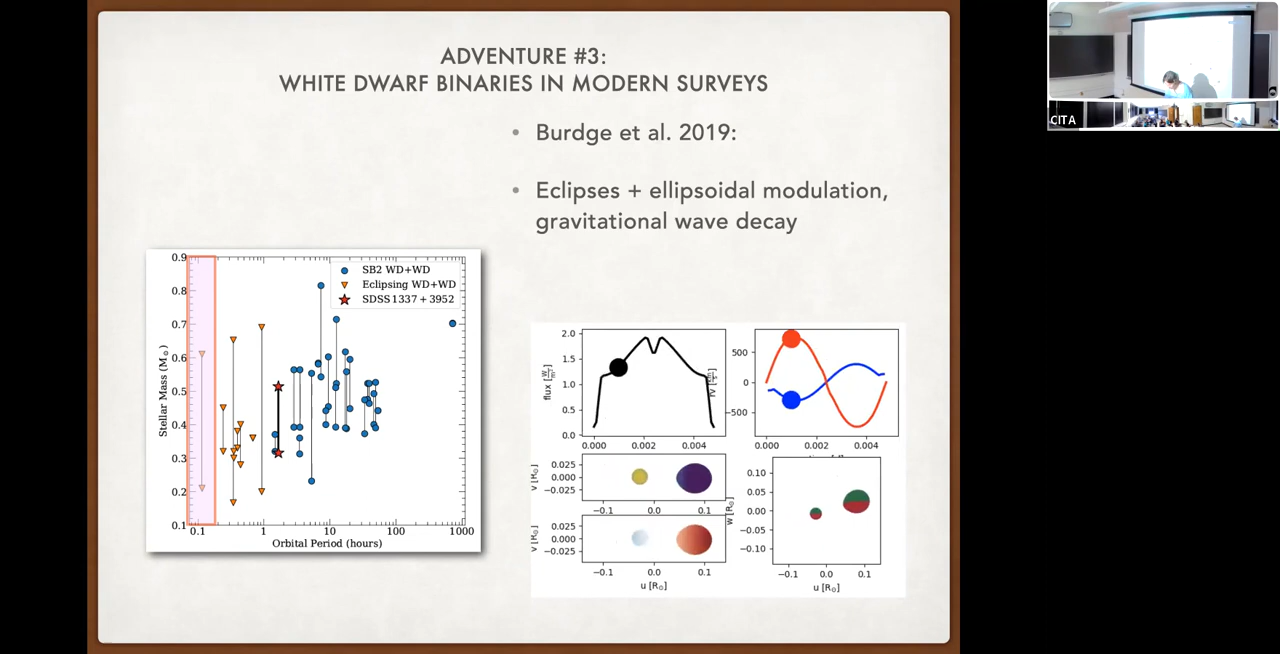 ADVENTURE #3:
WHITE DWARF BINARIES IN MODERN SURVEYS
• Burdge et al. 2019:
• Eclipses + ellipsoidal modulation,
gravitational wave decay
CITA
0.9
0.8
0.7
0.6
0.5
0.4
0.3
0.2
0.1
Stellar Mass (M☉)
SB2 WD+WD
Eclipsing WD+WD
SDSS 1337 + 3952
0.1 1 10 100 1000
Orbital Period (hours)
2.0
1.5
1.0
0.5
0.0
flux
0.000 0.002 0.004
500
0
−500
rv
0.000 0.002 0.004
0.025
0.000
−0.025
v [R☉]
−0.1 0.0 0.1
0.025
0.000
−0.025
v [R☉]
−0.1 0.0 0.1
u [R☉]
0.10
0.05
0.00
−0.05
−0.10
w [R☉]
−0.1 0.0 0.1
u [R☉]